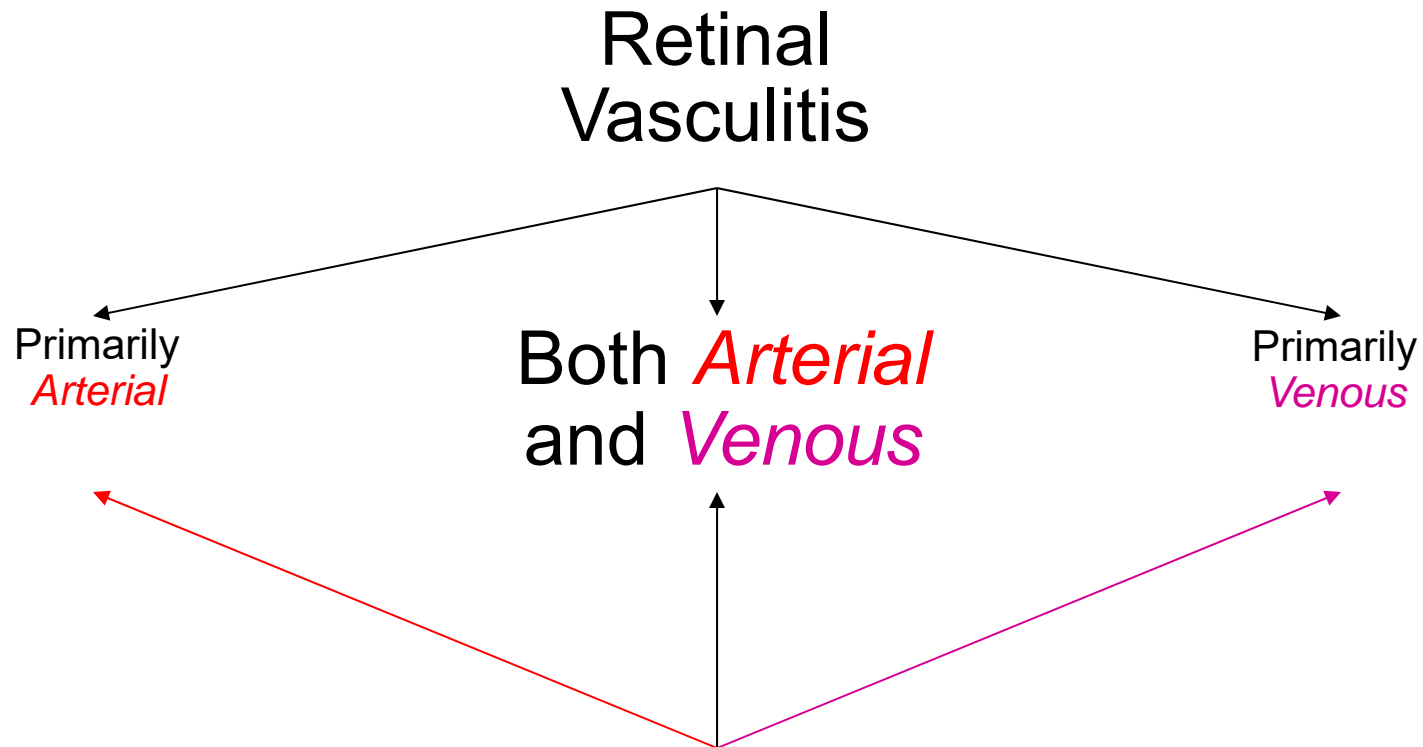 Retinal
Vasculitis
Primarily
Arterial
Both Arterial
and Venous
Primarily
Venous